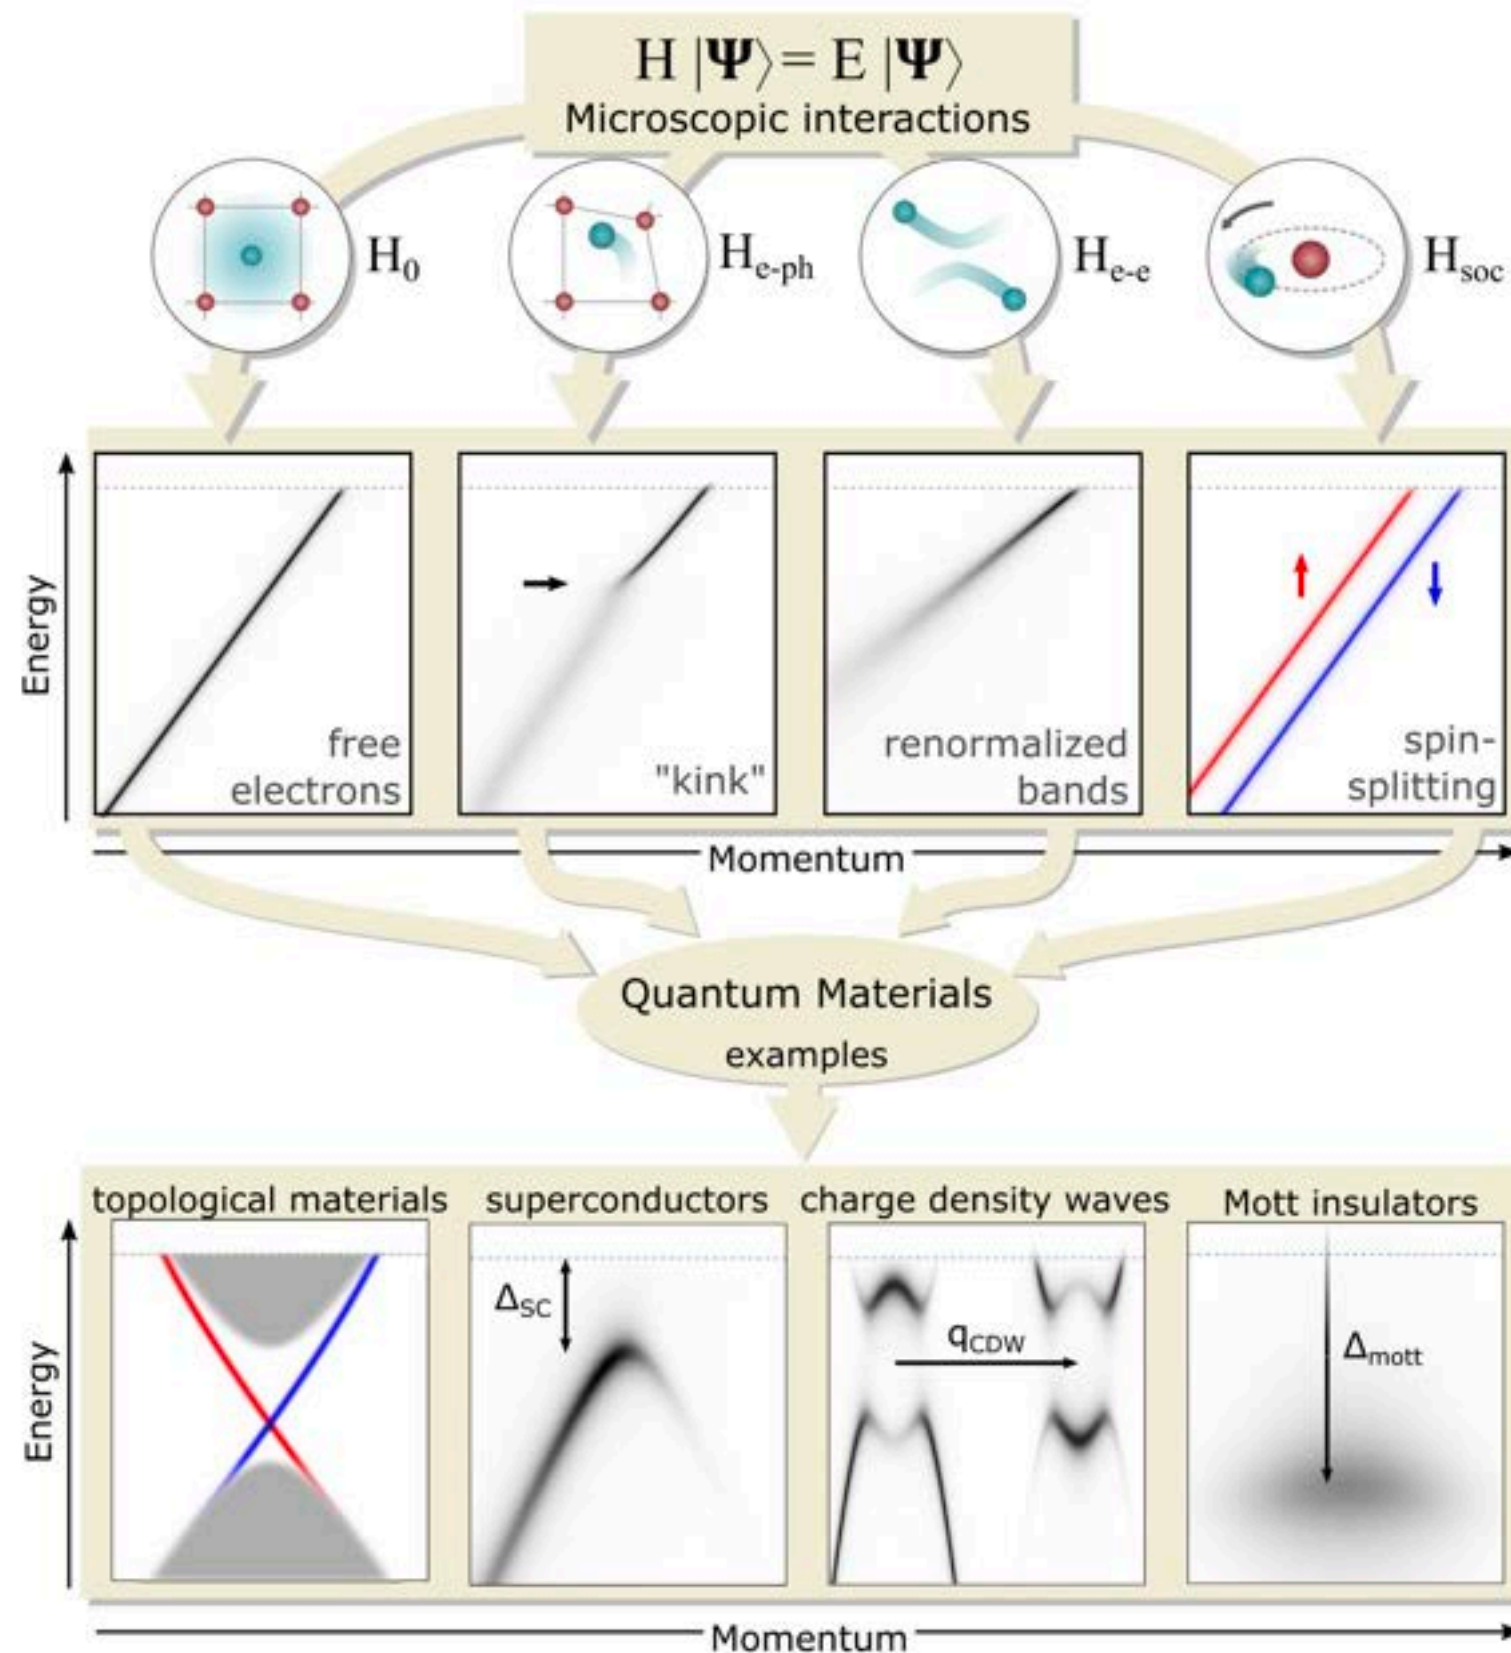 H |Ψ⟩= E |Ψ⟩
Microscopic interactions
H0
He-ph
He-e
Hsoc
Energy
free
electrons
"kink"
renormalized
bands
spin-
splitting
Momentum
Quantum Materials
examples
topological materials
superconductors
charge density waves
Mott insulators
Energy
ΔSC
qCDW
Δmott
Momentum